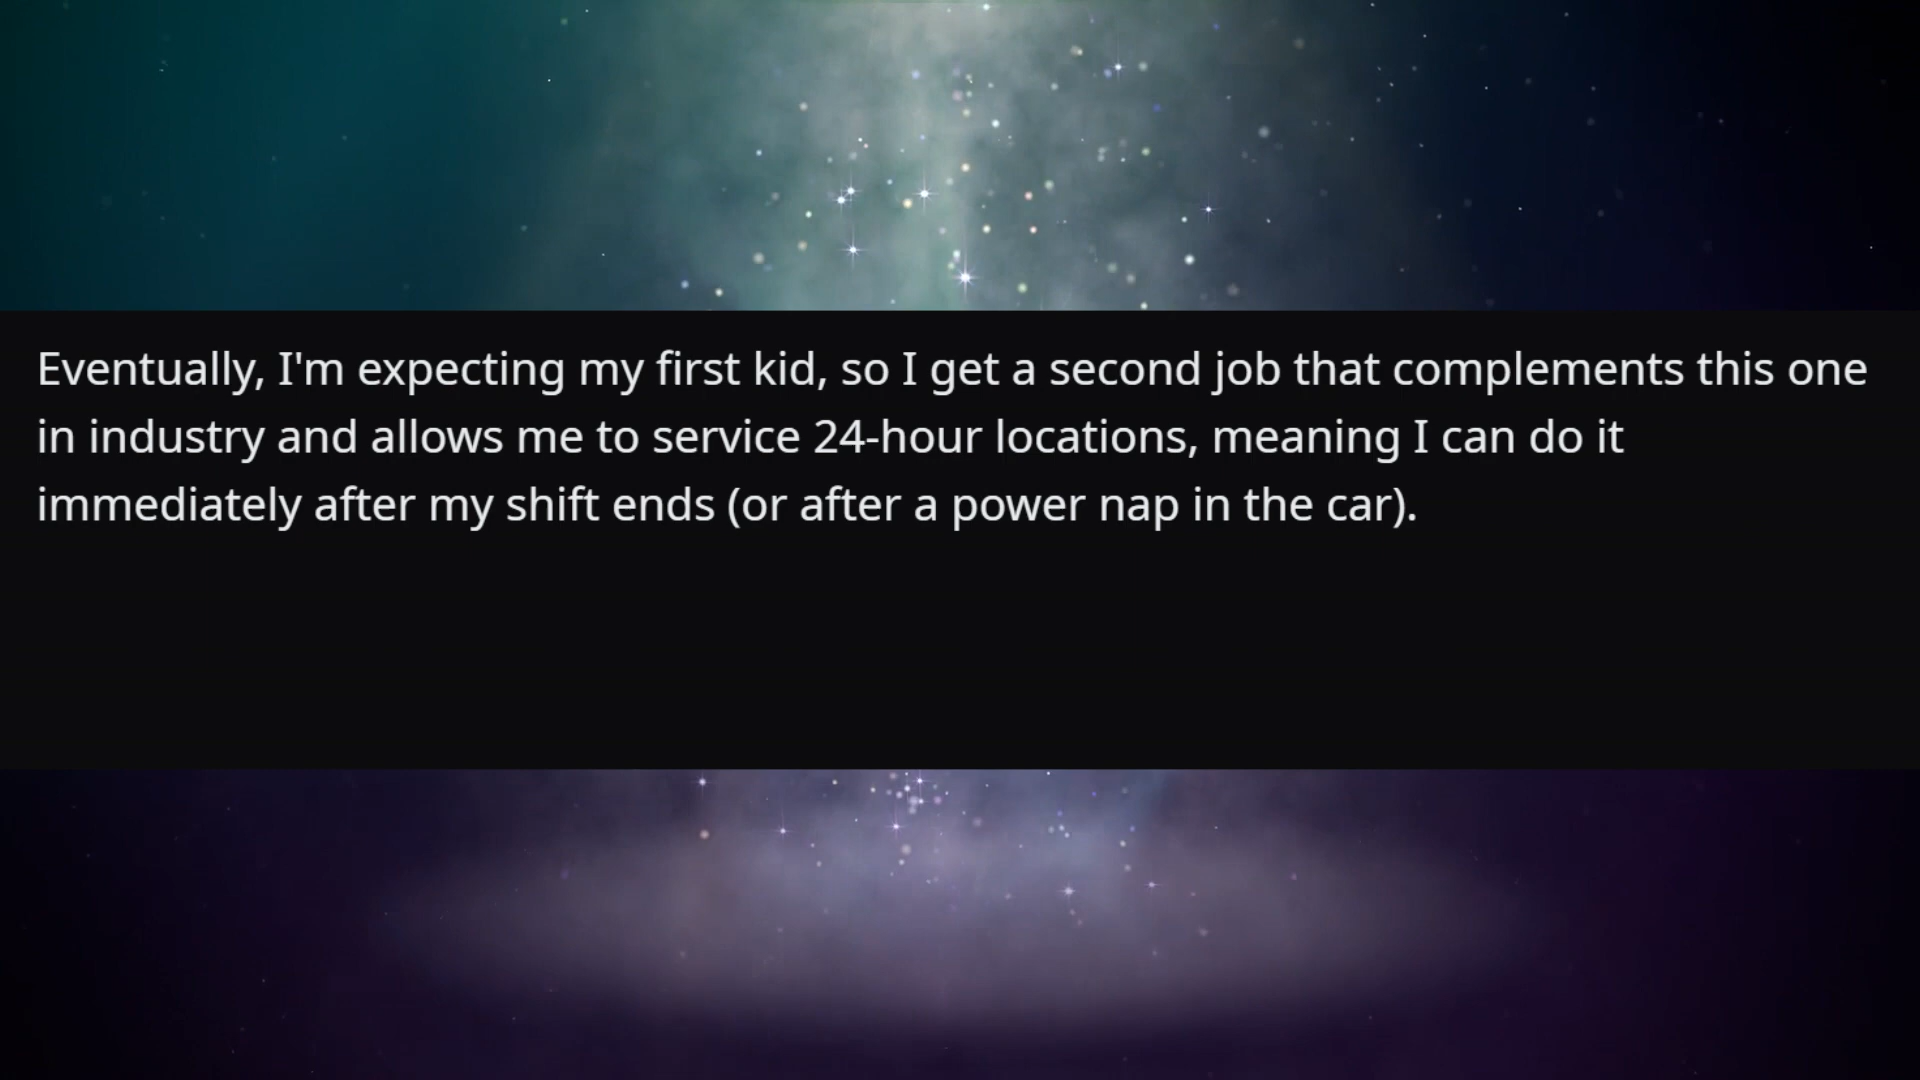 Eventually, I'm expecting my first kid, so I get a second job that complements this one
in industry and allows me to service 24-hour locations, meaning I can do it
immediately after my shift ends (or after a power nap in the car).